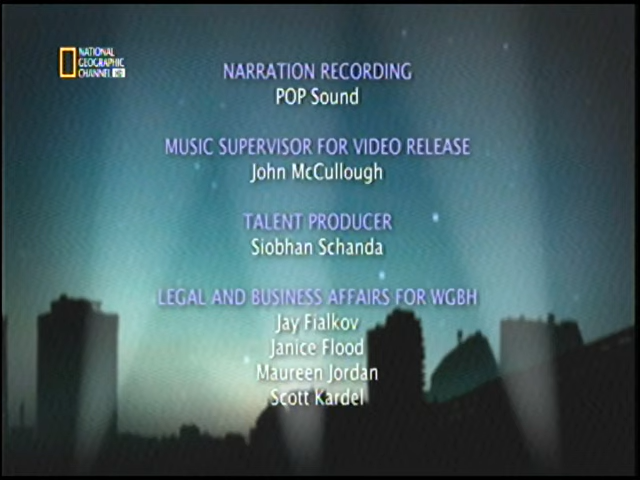 NATIONAL
GEOGRAPHIC
CHANNEL HD
NARRATION RECORDING
POP Sound
MUSIC SUPERVISOR FOR VIDEO RELEASE
John McCullough
TALENT PRODUCER
Siobhan Schanda
LEGAL AND BUSINESS AFFAIRS FOR WGBH
Jay Fialkov
Janice Flood
Maureen Jordan
Scott Kardel